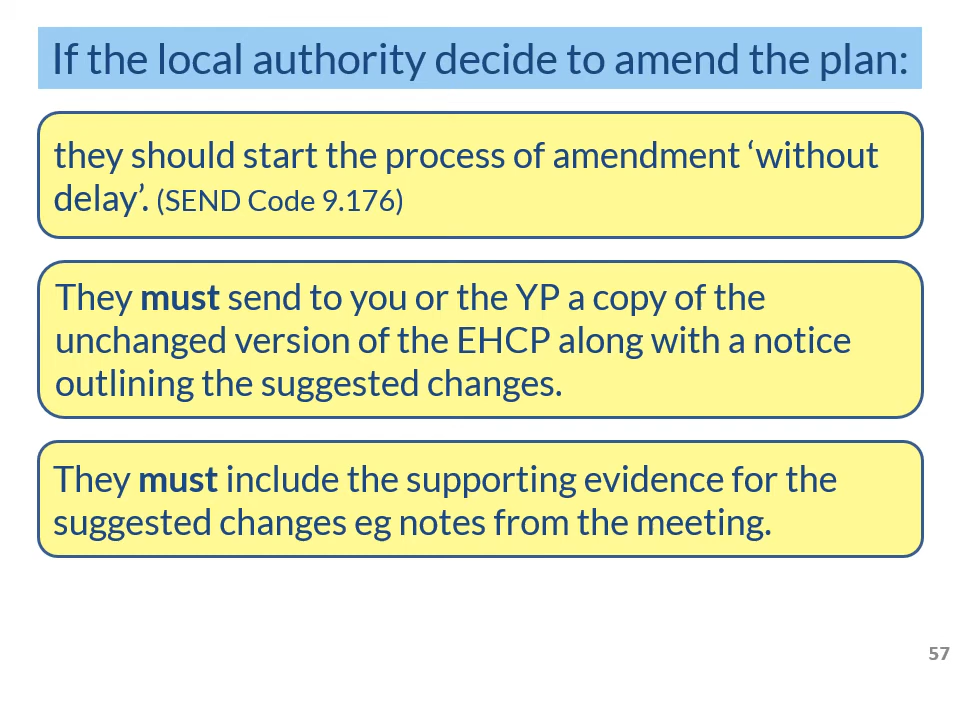 If the local authority decide to amend the plan:
they should start the process of amendment ‘without
delay’. (SEND Code 9.176)
They must send to you or the YP a copy of the
unchanged version of the EHCP along with a notice
outlining the suggested changes.
They must include the supporting evidence for the
suggested changes eg notes from the meeting.
57